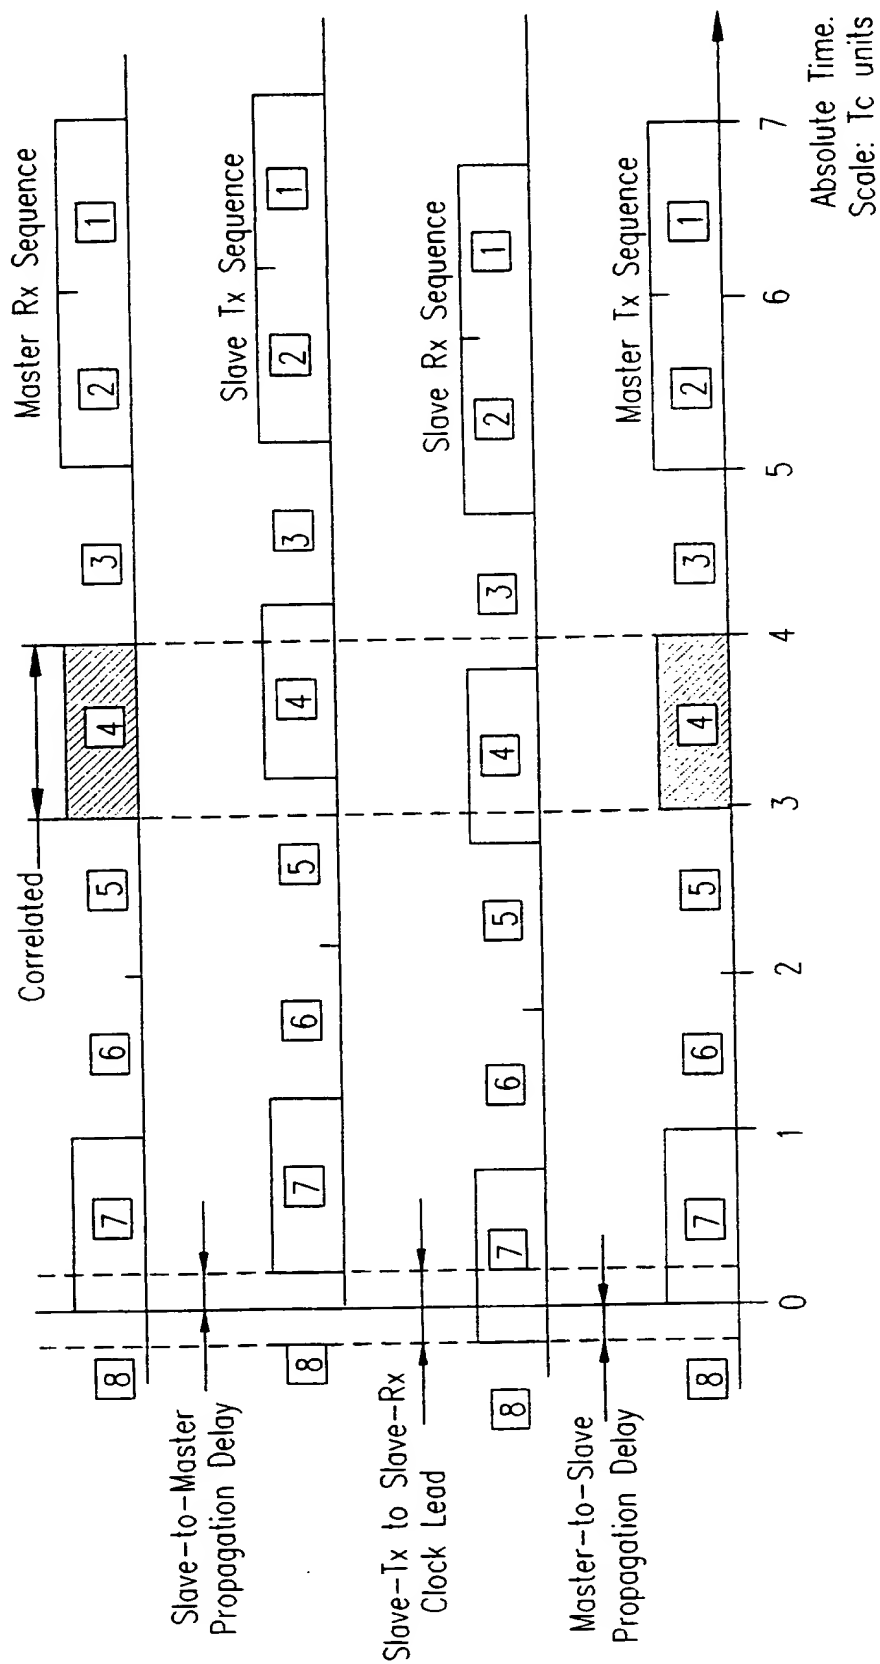 Correlated
Master Rx Sequence
8 7 6 5 4 3 2 1
Slave-to-Master
Propagation Delay
Slave Tx Sequence
8 7 6 5 4 3 2 1
Slave-Tx to Slave-Rx
Clock Lead
Slave Rx Sequence
8 7 6 5 4 3 2 1
Master-to-Slave
Propagation Delay
Master Tx Sequence
8 7 6 5 4 3 2 1
0 1 2 3 4 5 6 7
Absolute Time.
Scale: Tc units